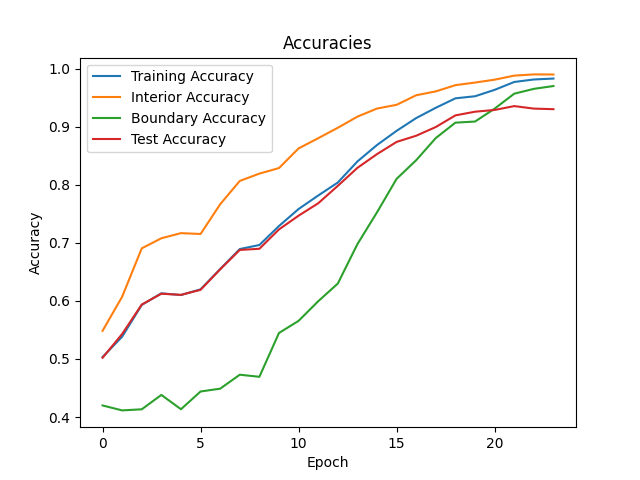 Accuracies
Training Accuracy
Interior Accuracy
Boundary Accuracy
Test Accuracy
Accuracy
1.0
0.9
0.8
0.7
0.6
0.5
0.4
0 5 10 15 20
Epoch